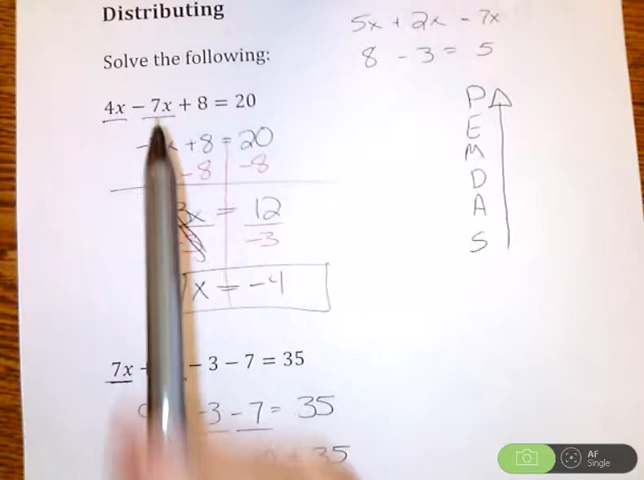 Distributing
5x + 2x - 7x
Solve the following:
8 - 3 = 5
4x − 7x + 8 = 20
+8 = 20
-8 -8
3x = 12
-3
x = -4
P
E
M
D
A
S
7x − 3 − 7 = 35
-3 -7 = 35
35
AF
Single